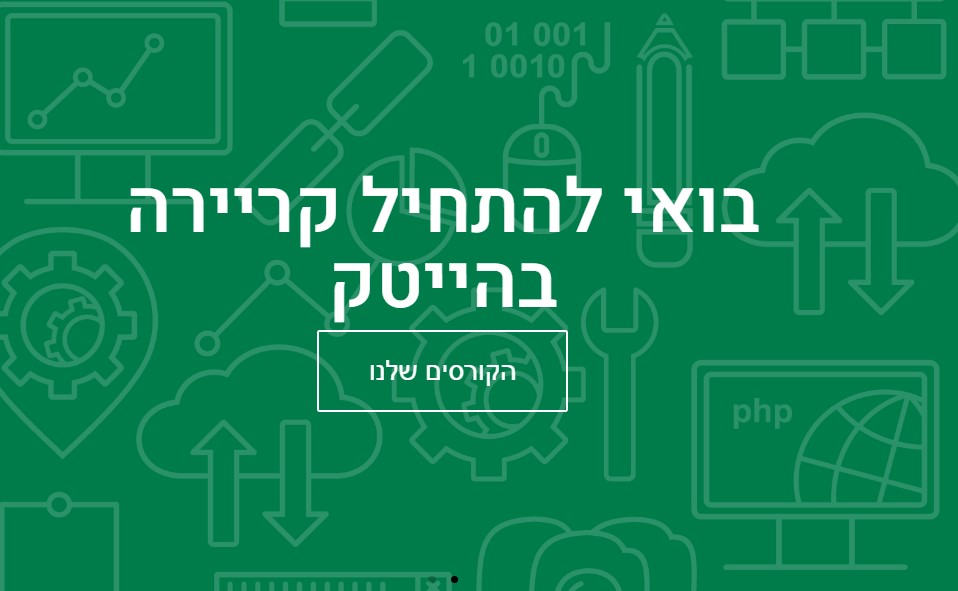 01 001
1 0010
בואי להתחיל קריירה
בהייטק
הקורסים שלנו
php